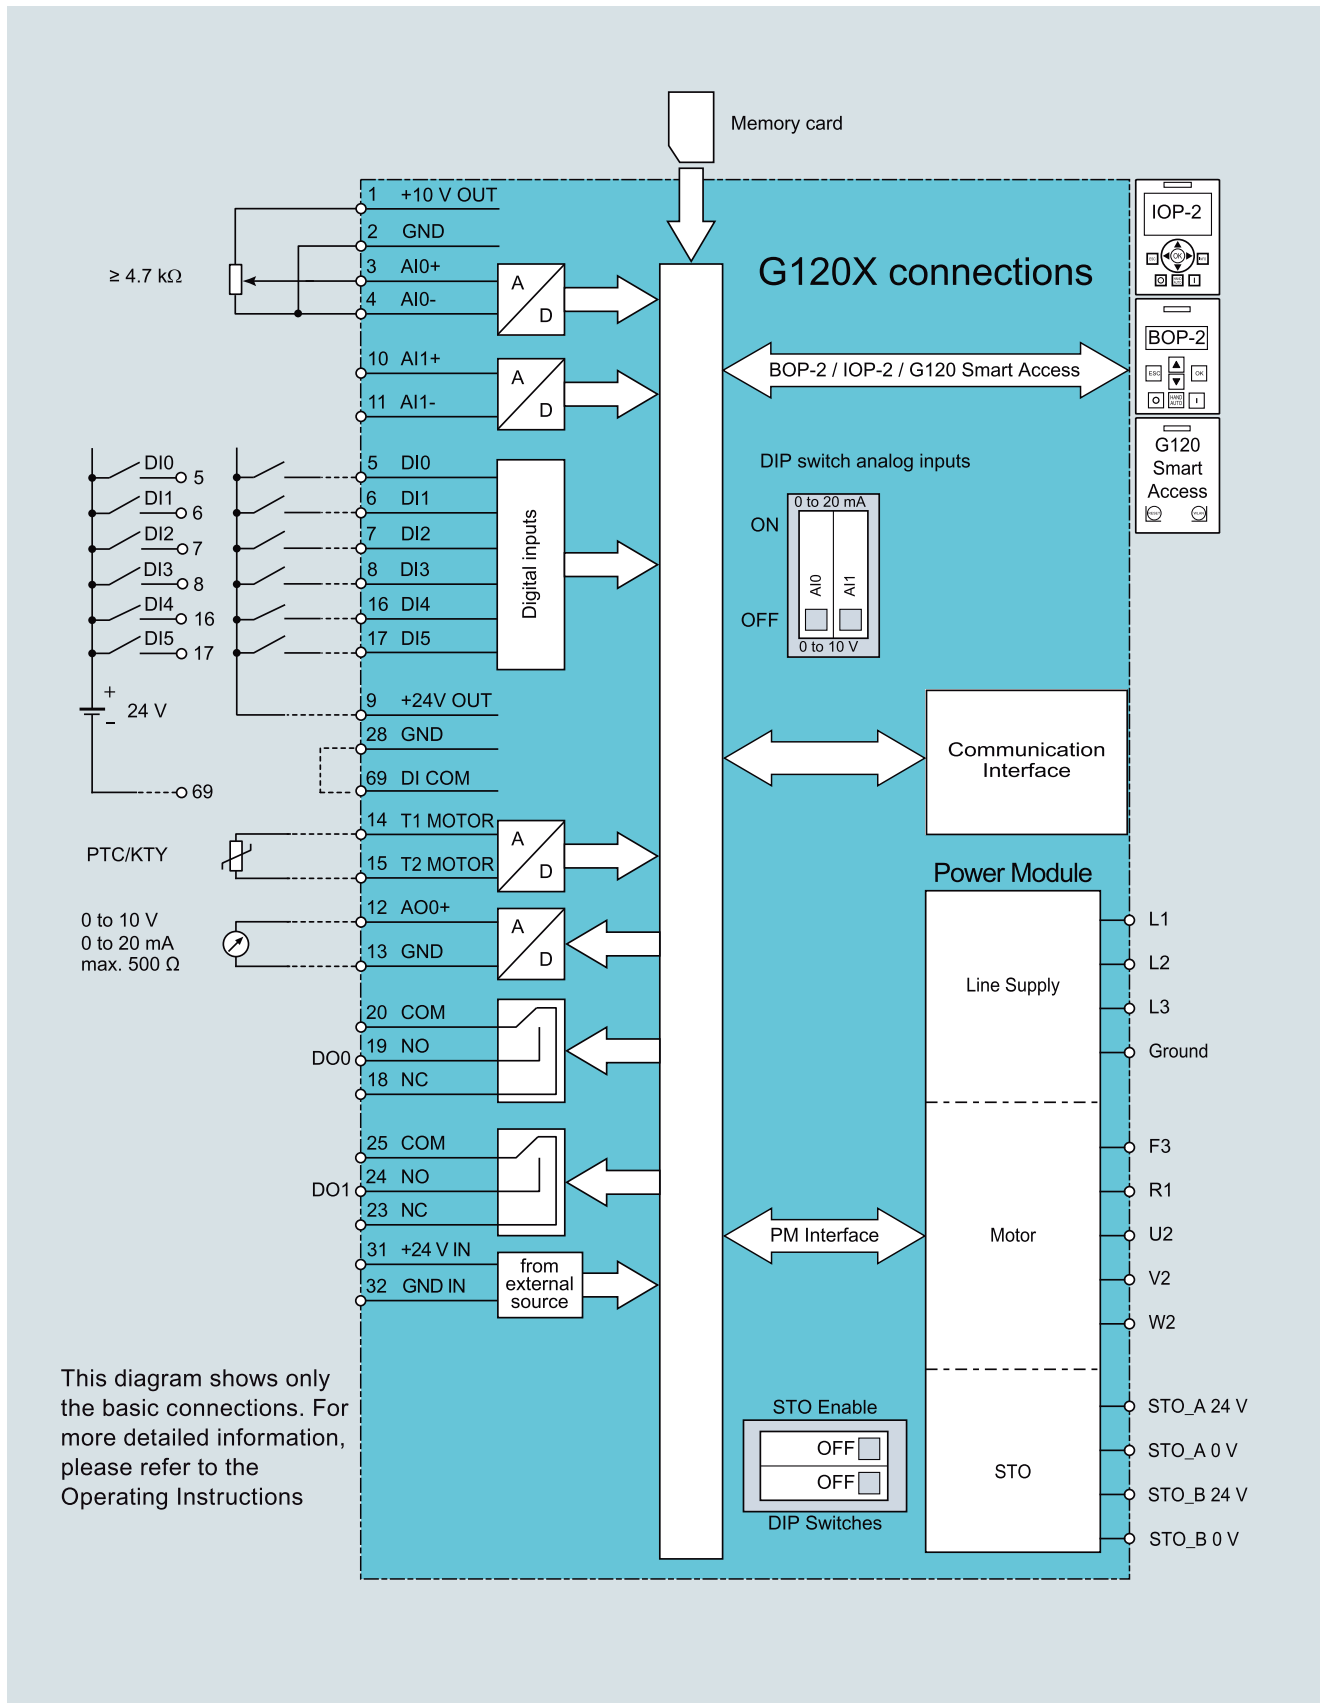 Memory card
G120X connections
1 +10 V OUT
2 GND
3 AI0+
4 AI0-
≥ 4.7 kΩ
A
D
10 AI1+
11 AI1-
A
D
IOP-2
ESC
OK
INFO
BOP-2
ESC
OK
HAND
AUTO
G120
Smart
Access
RESET
WLAN
BOP-2 / IOP-2 / G120 Smart Access
DI0
5
DI1
6
DI2
7
DI3
8
DI4
16
DI5
17
+
24 V
–
69
5 DI0
6 DI1
7 DI2
8 DI3
16 DI4
17 DI5
Digital inputs
9 +24V OUT
28 GND
69 DI COM
DIP switch analog inputs
0 to 20 mA
ON
OFF
AI0
AI1
0 to 10 V
Communication
Interface
PTC/KTY
14 T1 MOTOR
15 T2 MOTOR
A
D
0 to 10 V
0 to 20 mA
max. 500 Ω
12 AO0+
13 GND
A
D
20 COM
19 NO
18 NC
DO0
25 COM
24 NO
23 NC
DO1
31 +24 V IN
32 GND IN
from
external
source
Power Module
Line Supply
L1
L2
L3
Ground
PM Interface
Motor
F3
R1
U2
V2
W2
STO
STO_A 24 V
STO_A 0 V
STO_B 24 V
STO_B 0 V
STO Enable
OFF
OFF
DIP Switches
This diagram shows only
the basic connections. For
more detailed information,
please refer to the
Operating Instructions